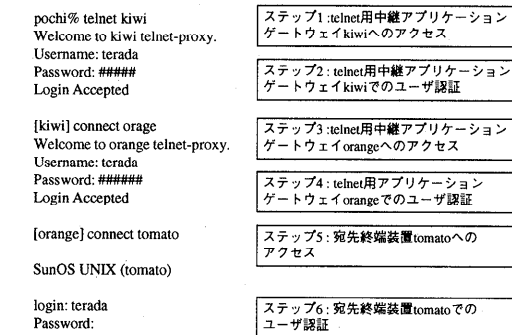 pochi% telnet kiwi
Welcome to kiwi telnet-proxy.
Username: terada
Password: #####
Login Accepted
ステップ1:telnet用中継アプリケーション
ゲートウェイkiwiへのアクセス
ステップ2:telnet用中継アプリケーション
ゲートウェイkiwiでのユーザ認証
[kiwi] connect orage
Welcome to orange telnet-proxy.
Username: terada
Password: ######
Login Accepted
ステップ3:telnet用中継アプリケーション
ゲートウェイorangeへのアクセス
ステップ4:telnet用アプリケーション
ゲートウェイorangeでのユーザ認証
[orange] connect tomato
SunOS UNIX (tomato)
ステップ5:宛先終端装置tomatoへの
アクセス
login: terada
Password:
ステップ6:宛先終端装置tomatoでの
ユーザ認証